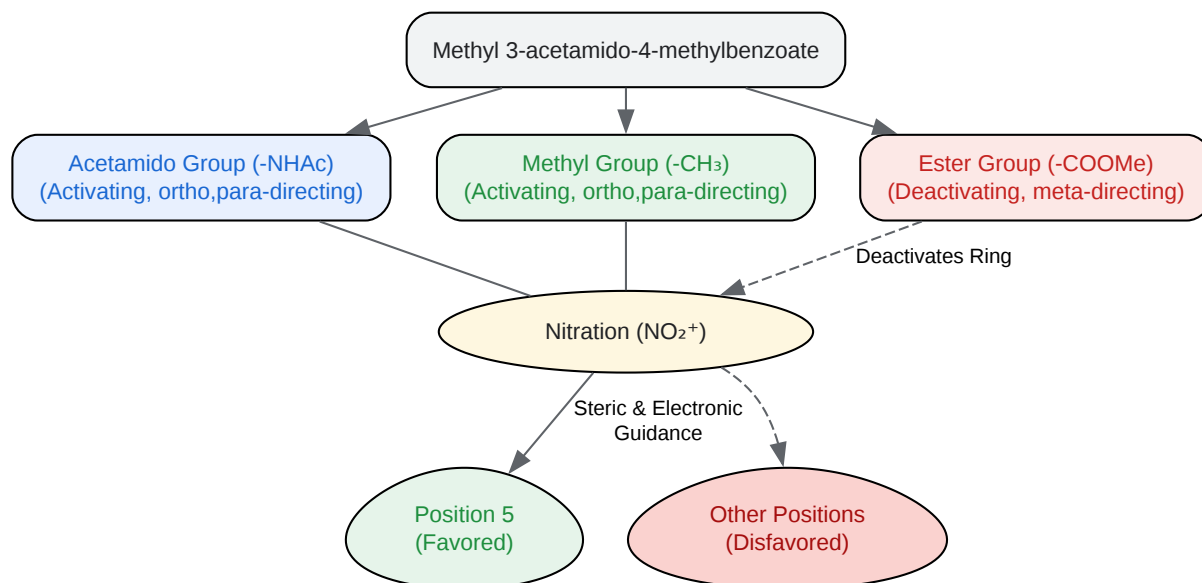 Methyl 3-acetamido-4-methylbenzoate
Acetamido Group (-NHAc)
(Activating, ortho,para-directing)
Methyl Group (-CH₃)
(Activating, ortho,para-directing)
Ester Group (-COOMe)
(Deactivating, meta-directing)
Deactivates Ring
Nitration (NO₂⁺)
Steric & Electronic
Guidance
Position 5
(Favored)
Other Positions
(Disfavored)